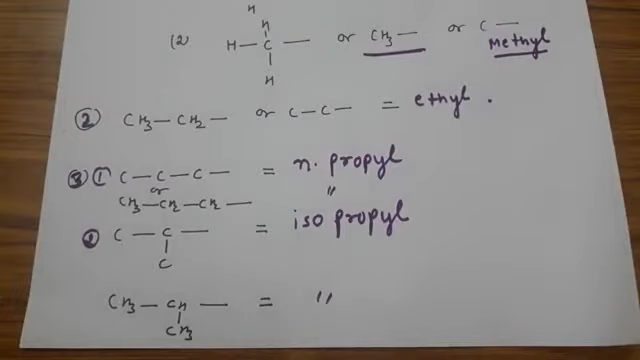 H
H
(2) H — C — or CH3 — or C —
H
Methyl
② CH3 — CH2 — or C — C — = ethyl .
③ ① C — C — C — = n. propyl
or
CH3 — CH2 — CH2 — "
② C — C — = iso propyl
C
CH3 — CH — = "
CH3